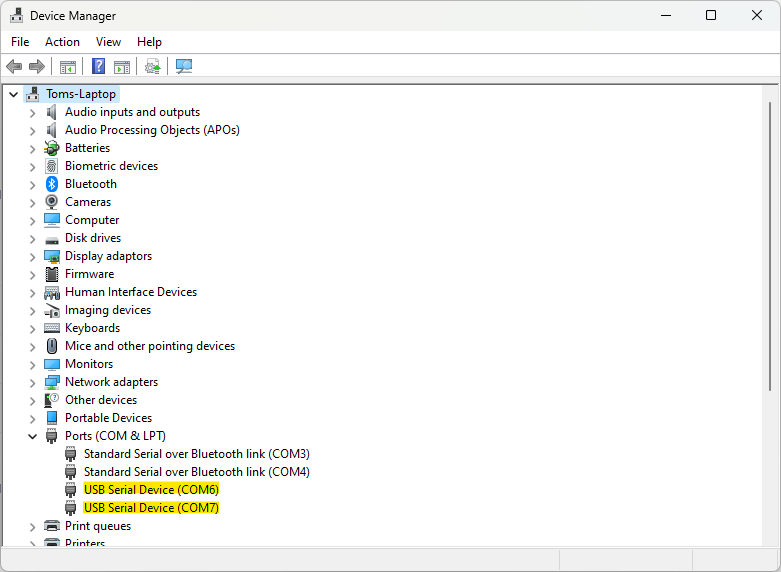 Device Manager
File Action View Help
Toms-Laptop
Audio inputs and outputs
Audio Processing Objects (APOs)
Batteries
Biometric devices
Bluetooth
Cameras
Computer
Disk drives
Display adaptors
Firmware
Human Interface Devices
Imaging devices
Keyboards
Mice and other pointing devices
Monitors
Network adapters
Other devices
Portable Devices
Ports (COM & LPT)
Standard Serial over Bluetooth link (COM3)
Standard Serial over Bluetooth link (COM4)
USB Serial Device (COM6)
USB Serial Device (COM7)
Print queues
Printers